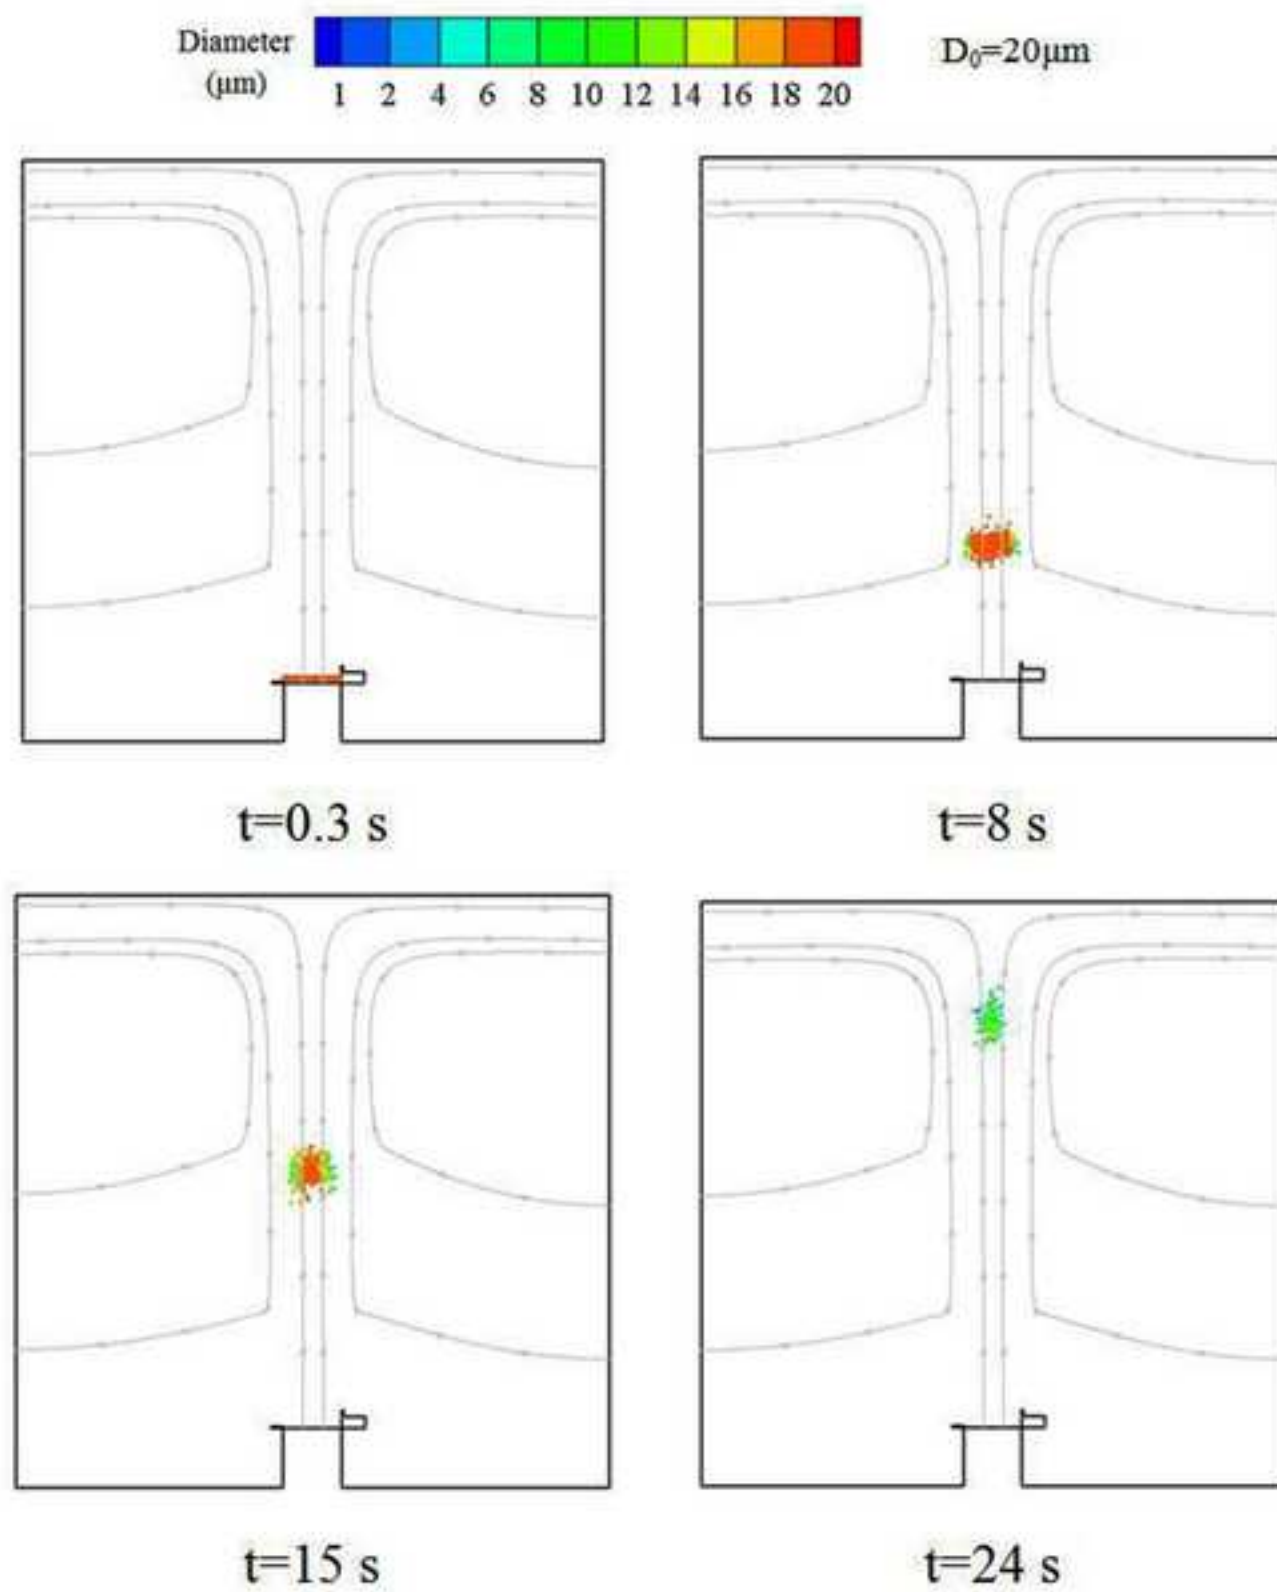 Diameter
(μm)
1 2 4 6 8 10 12 14 16 18 20
D₀=20μm
t=0.3 s
t=8 s
t=15 s
t=24 s